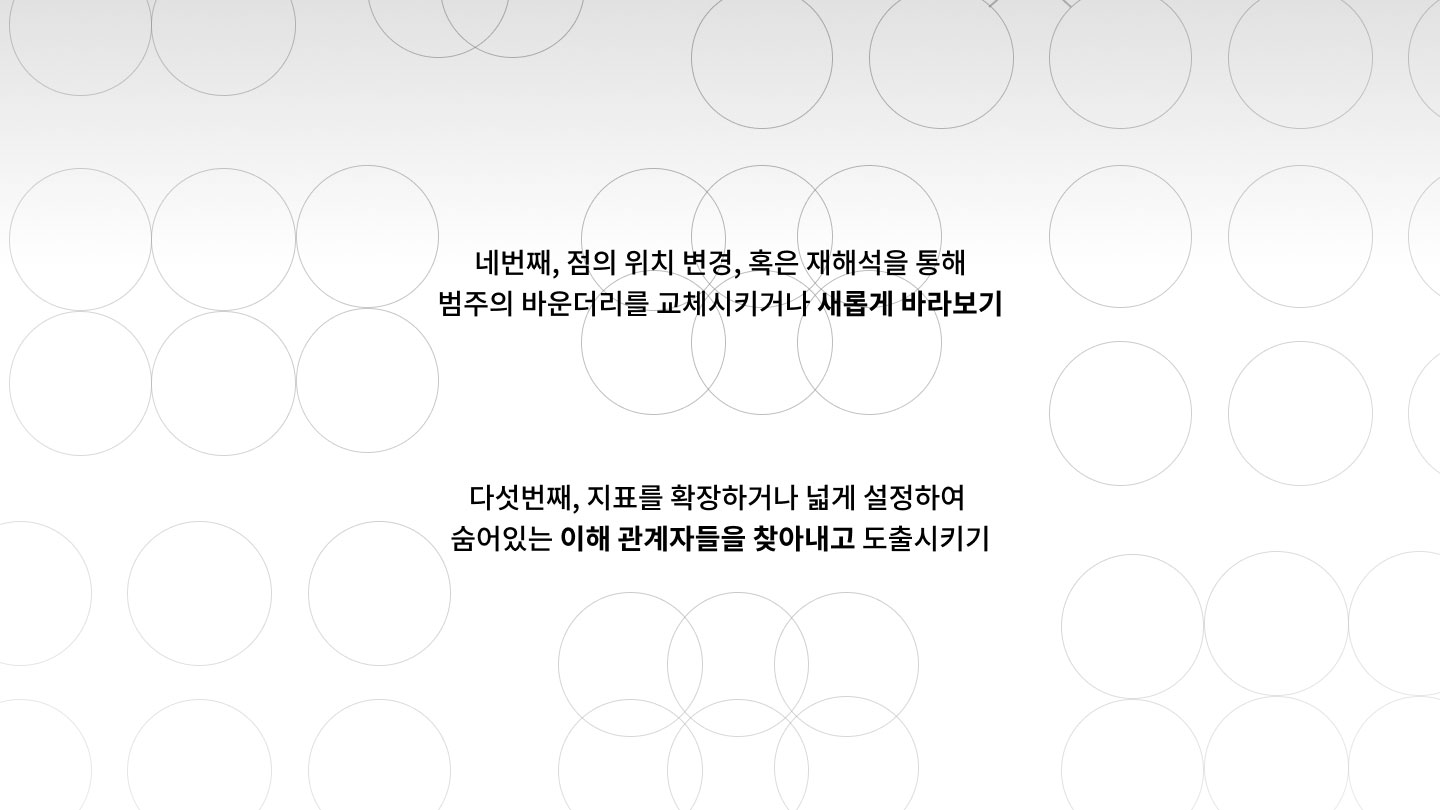 네번째, 점의 위치 변경, 혹은 재해석을 통해
범주의 바운더리를 교체시키거나 새롭게 바라보기
다섯번째, 지표를 확장하거나 넓게 설정하여
숨어있는 이해 관계자들을 찾아내고 도출시키기